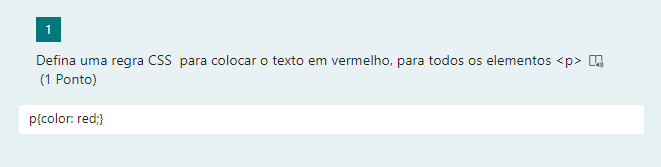 1
Defina uma regra CSS  para colocar o texto em vermelho, para todos os elementos <p>
(1 Ponto)
p{color: red;}